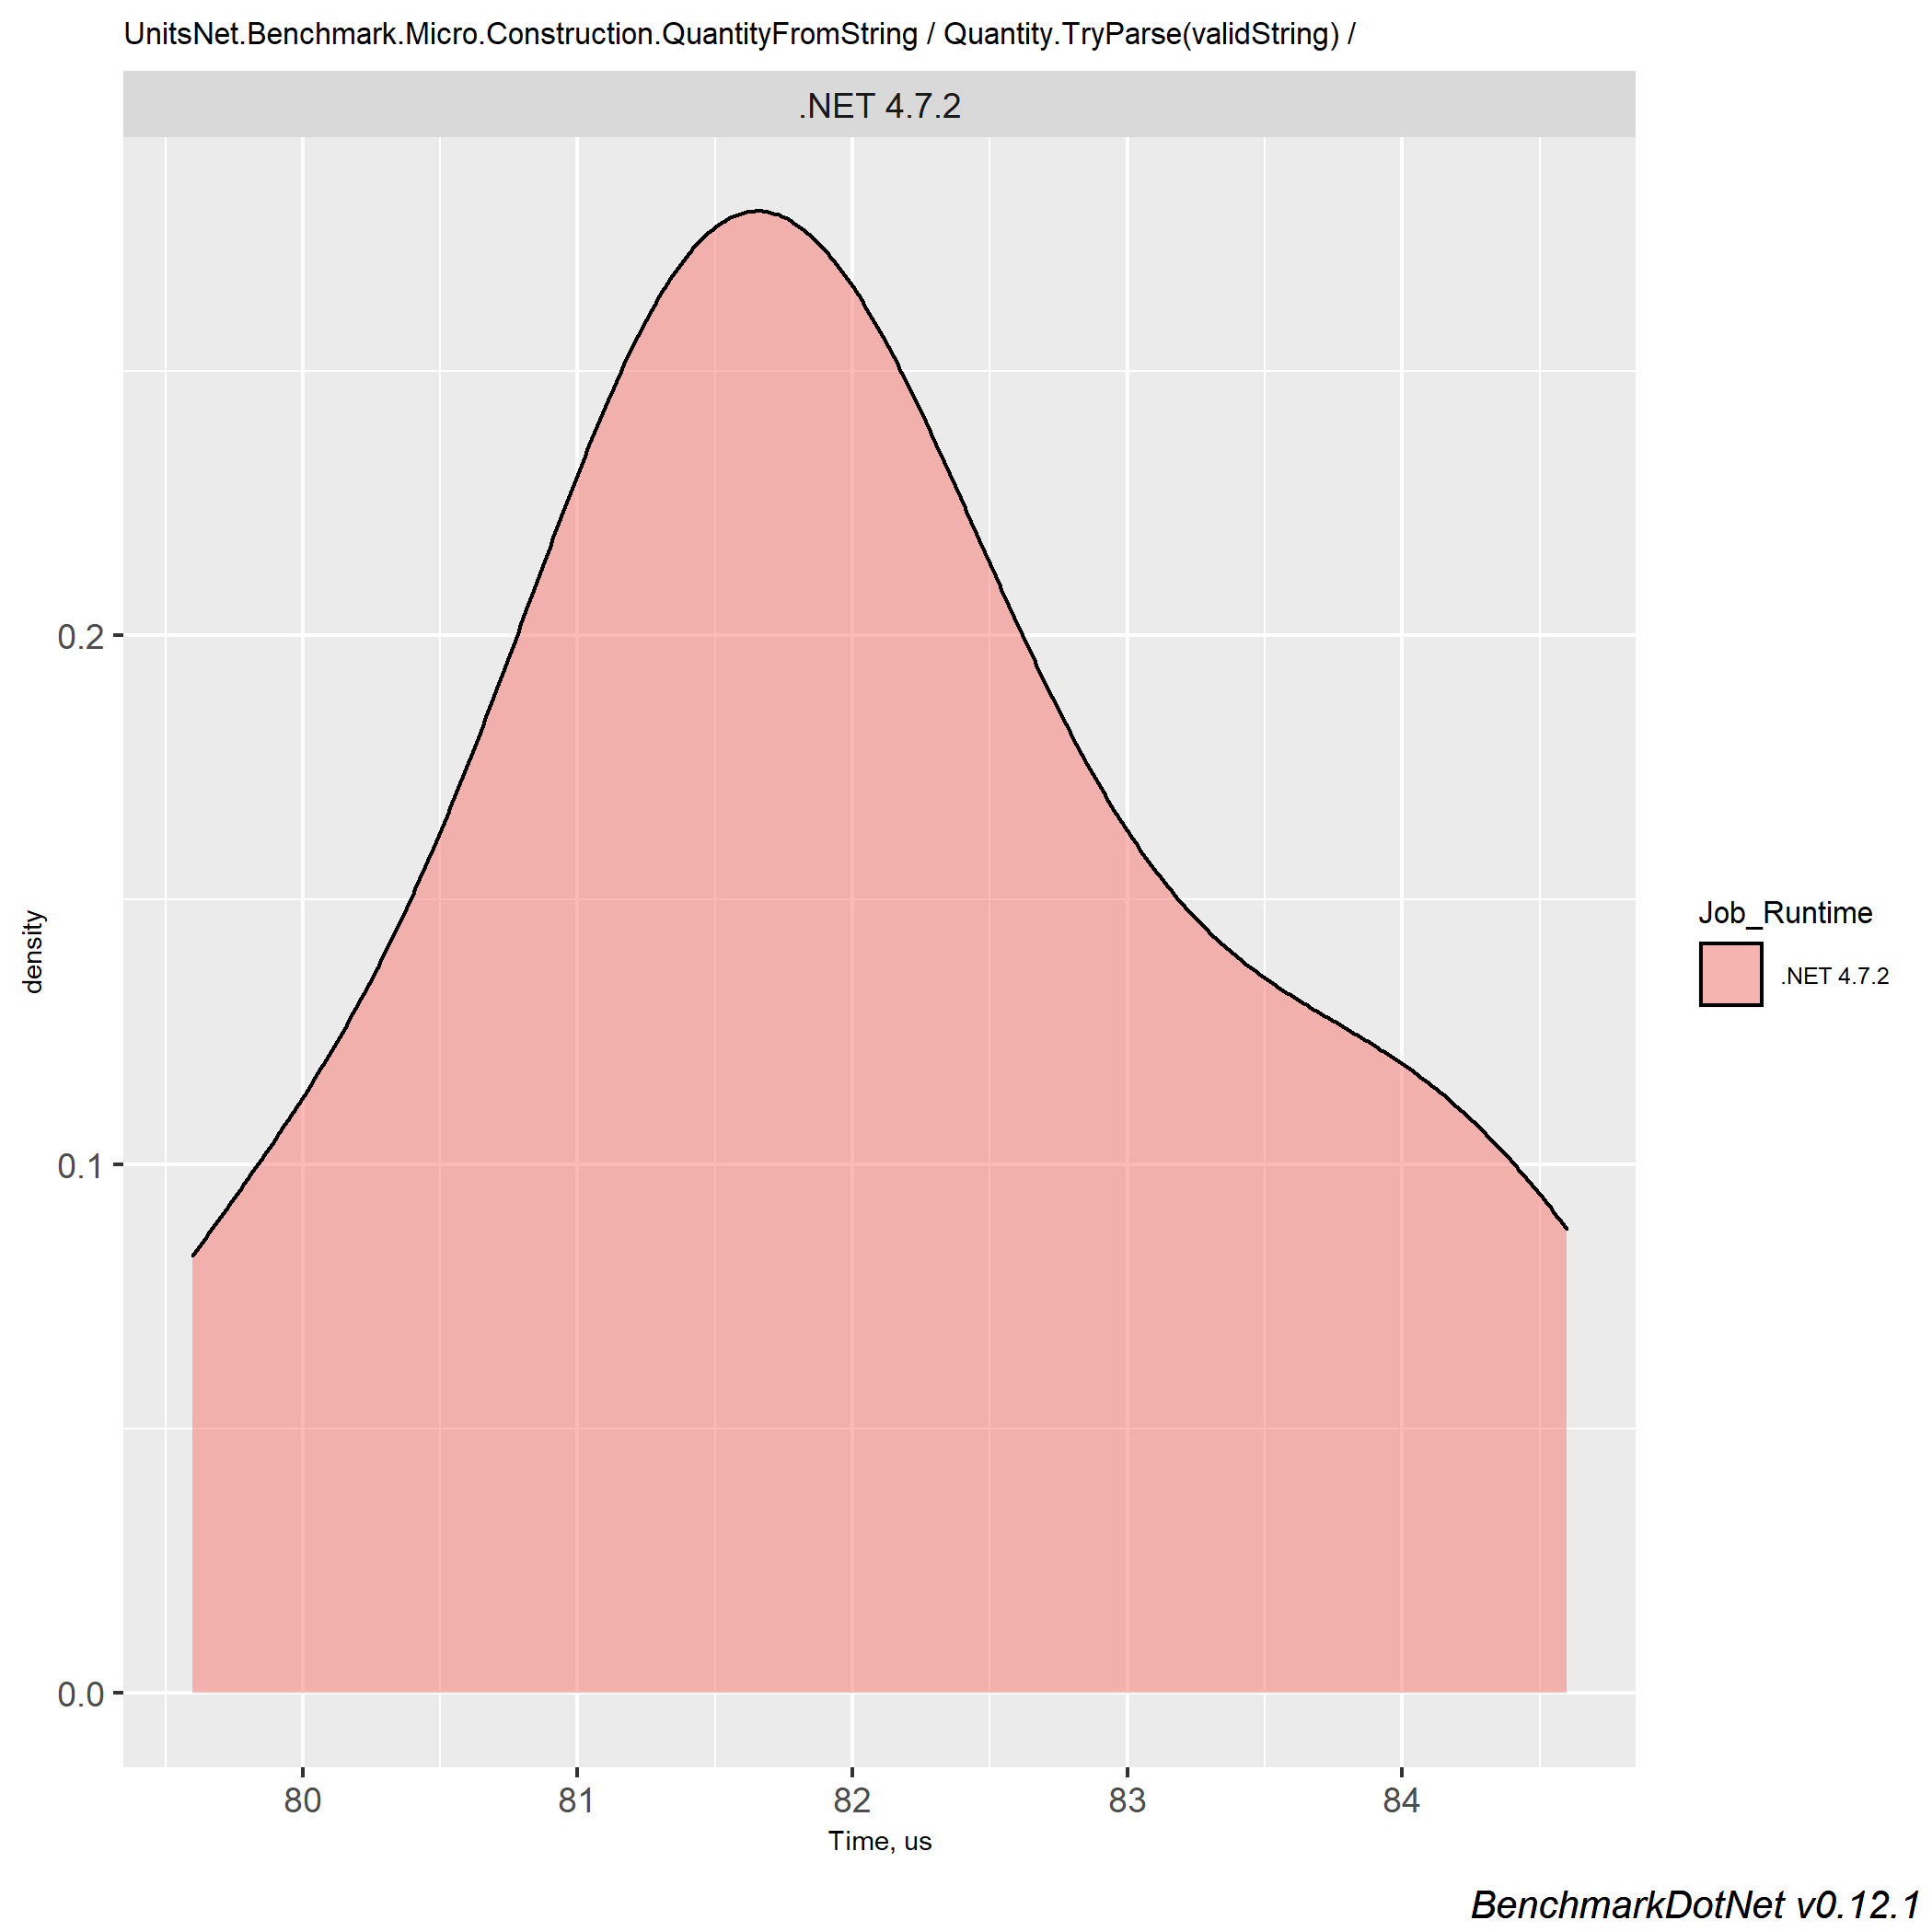 UnitsNet.Benchmark.Micro.Construction.QuantityFromString / Quantity.TryParse(validString) /
.NET 4.7.2
0.2
0.1
0.0
density
80 81 82 83 84
Time, us
Job_Runtime
.NET 4.7.2
BenchmarkDotNet v0.12.1